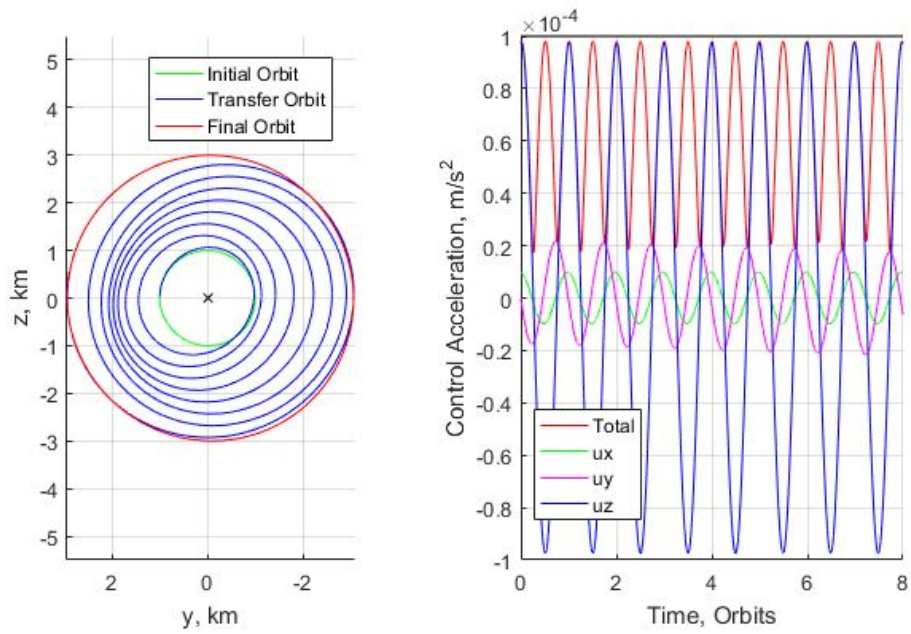 5
4
3
2
1
0
-1
-2
-3
-4
-5
z, km
2
0
-2
y, km
Initial Orbit
Transfer Orbit
Final Orbit
×10⁻⁴
1
0.8
0.6
0.4
0.2
0
-0.2
-0.4
-0.6
-0.8
-1
Control Acceleration, m/s²
0
2
4
6
8
Time, Orbits
Total
ux
uy
uz